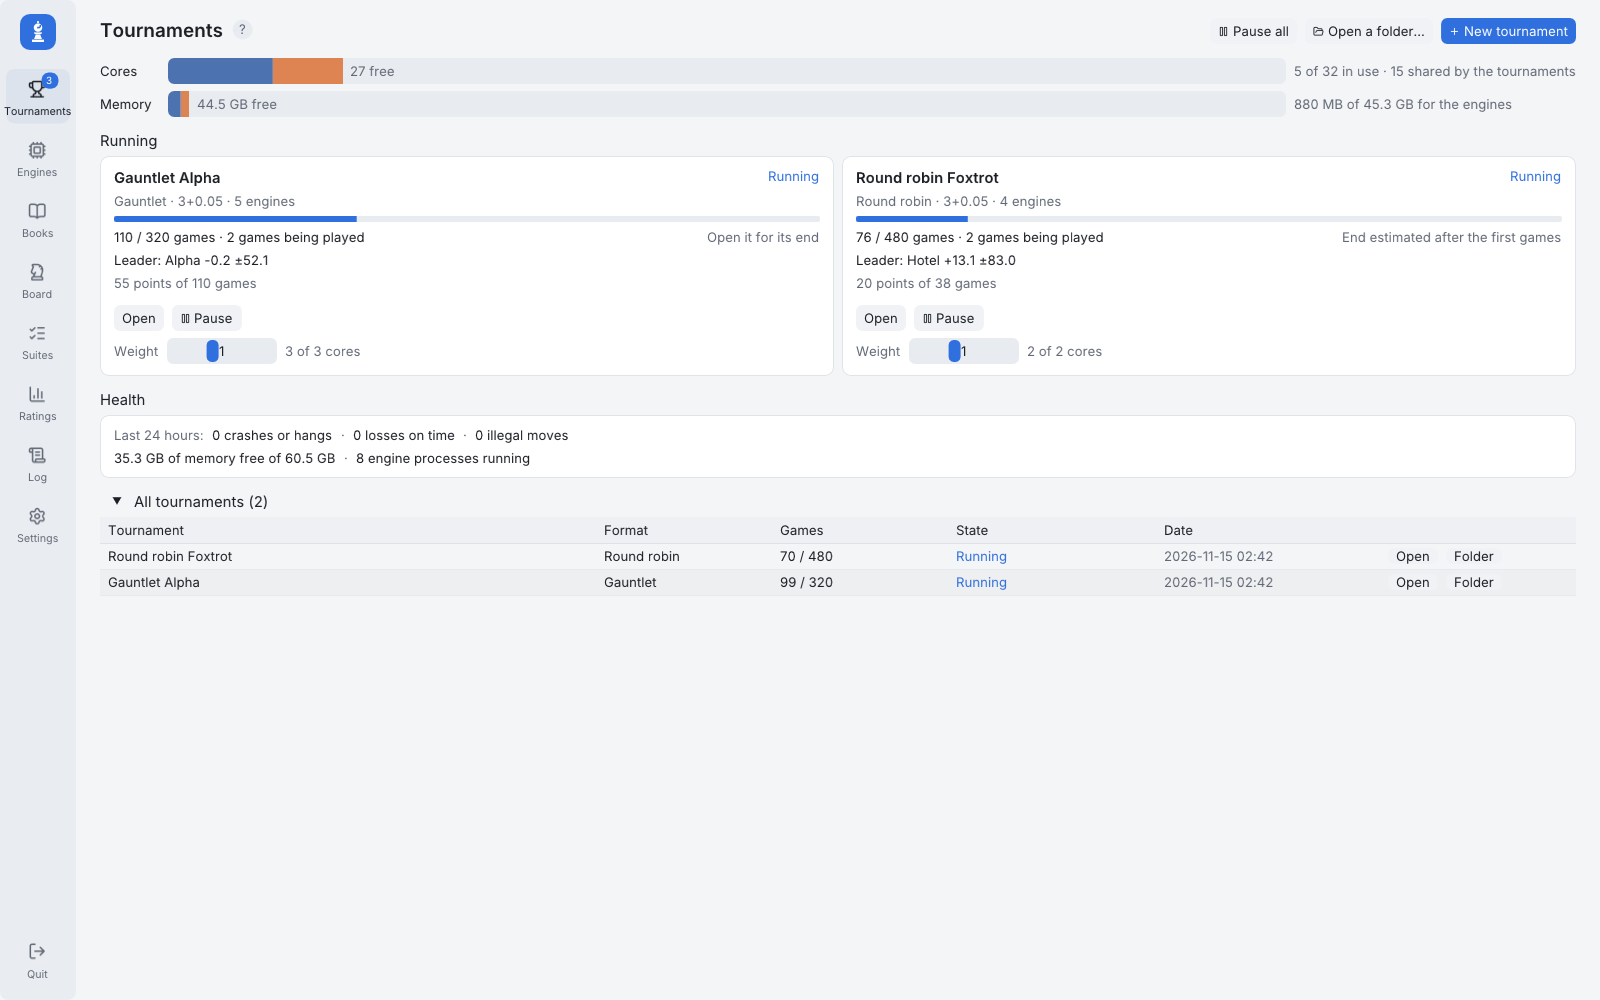 Tournaments ?
Pause all
Open a folder...
+ New tournament
Cores
27 free
5 of 32 in use · 15 shared by the tournaments
Memory
44.5 GB free
880 MB of 45.3 GB for the engines
3
Tournaments
Engines
Books
Board
Suites
Ratings
Log
Settings
Quit
Running
Gauntlet Alpha
Running
Gauntlet · 3+0.05 · 5 engines
110 / 320 games · 2 games being played
Open it for its end
Leader: Alpha -0.2 ±52.1
55 points of 110 games
Open
Pause
Weight
1
3 of 3 cores
Round robin Foxtrot
Running
Round robin · 3+0.05 · 4 engines
76 / 480 games · 2 games being played
End estimated after the first games
Leader: Hotel +13.1 ±83.0
20 points of 38 games
Open
Pause
Weight
1
2 of 2 cores
Health
Last 24 hours: 0 crashes or hangs · 0 losses on time · 0 illegal moves
35.3 GB of memory free of 60.5 GB · 8 engine processes running
All tournaments (2)
Tournament Format Games State Date
Round robin Foxtrot Round robin 70 / 480 Running 2026-11-15 02:42 Open Folder
Gauntlet Alpha Gauntlet 99 / 320 Running 2026-11-15 02:42 Open Folder